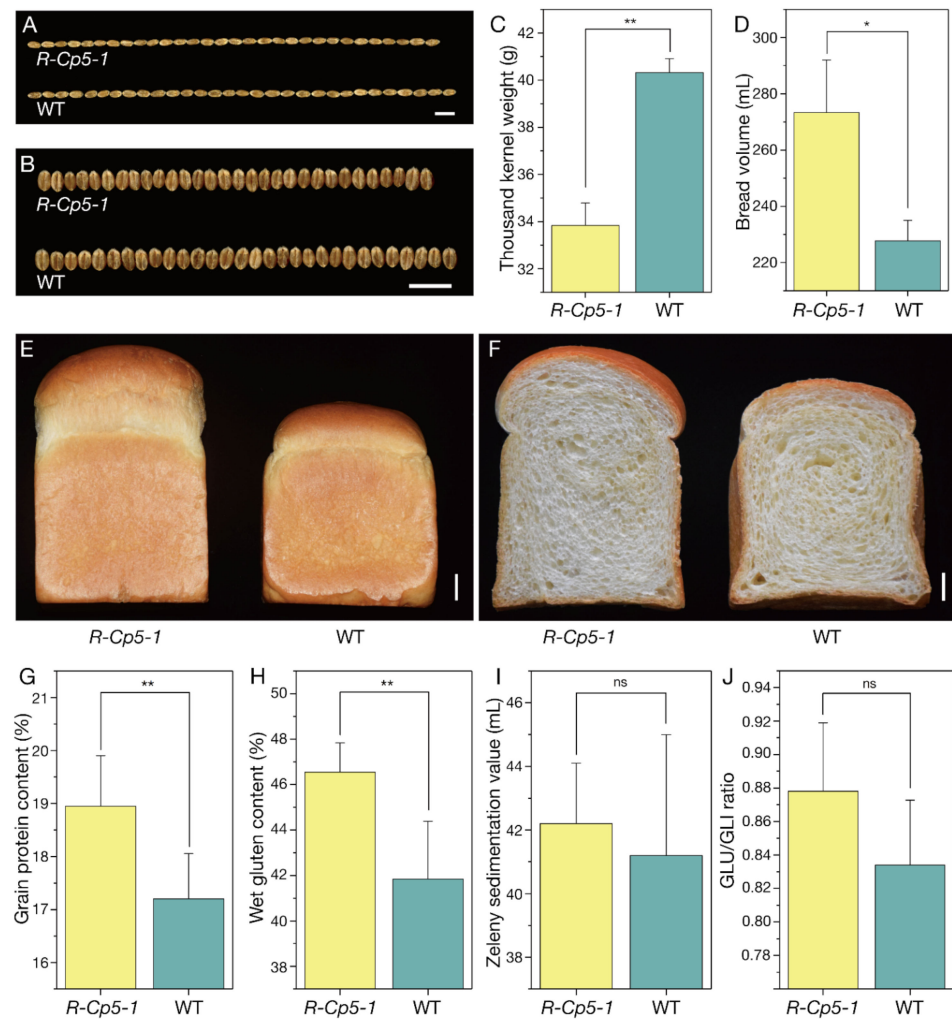 A
R-Cp5-1
WT
B
R-Cp5-1
WT
C
Thousand kernel weight (g)
42
40
38
36
34
32
**
R-Cp5-1 WT
D
Bread volume (mL)
300
280
260
240
220
*
R-Cp5-1 WT
E
R-Cp5-1 WT
F
R-Cp5-1 WT
G
Grain protein content (%)
21
20
19
18
17
16
**
R-Cp5-1 WT
H
Wet gluten content (%)
50
48
46
44
42
40
38
**
R-Cp5-1 WT
I
Zeleny sedimentation value (mL)
46
44
42
40
38
ns
R-Cp5-1 WT
J
GLU/GLI ratio
0.94
0.92
0.90
0.88
0.86
0.84
0.82
0.80
0.78
ns
R-Cp5-1 WT